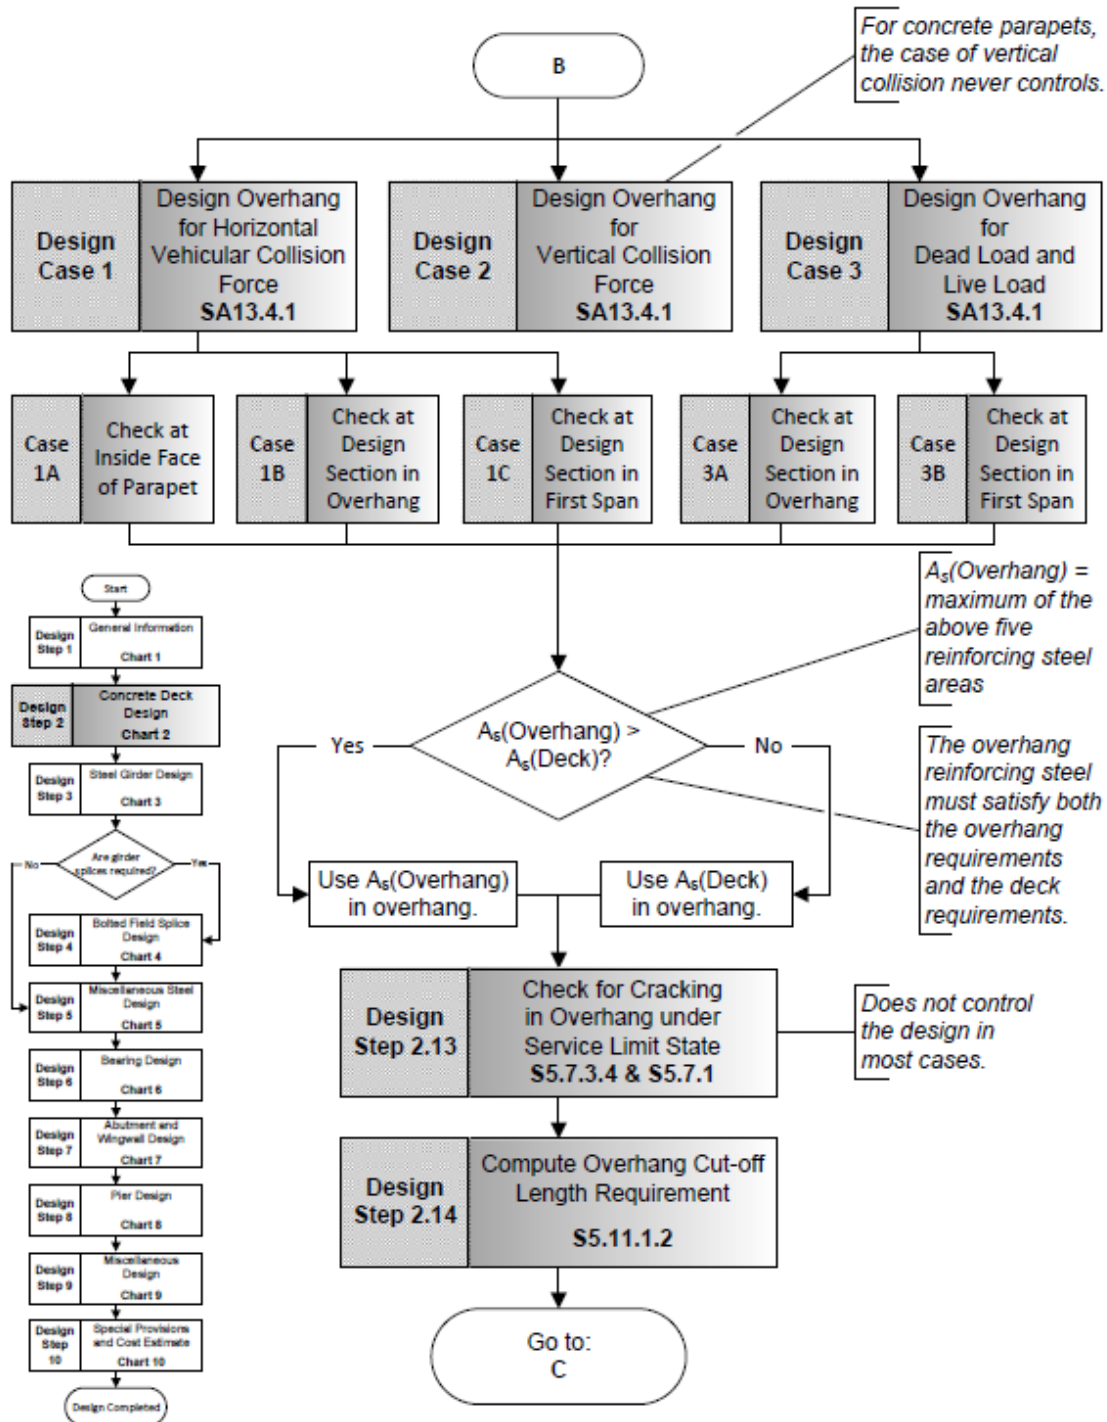 B
For concrete parapets,
the case of vertical
collision never controls.
Design
Case 1
Design Overhang
for Horizontal
Vehicular Collision
Force
SA13.4.1
Design
Case 2
Design Overhang
for
Vertical Collision
Force
SA13.4.1
Design
Case 3
Design Overhang
for
Dead Load and
Live Load
SA13.4.1
Case
1A
Check at
Inside Face
of Parapet
Case
1B
Check at
Design
Section in
Overhang
Case
1C
Check at
Design
Section in
First Span
Case
3A
Check at
Design
Section in
Overhang
Case
3B
Check at
Design
Section in
First Span
As(Overhang) =
maximum of the
above five
reinforcing steel
areas
As(Overhang) >
As(Deck)?
Yes
No
The overhang
reinforcing steel
must satisfy both
the overhang
requirements
and the deck
requirements.
Use As(Overhang)
in overhang.
Use As(Deck)
in overhang.
Design
Step 2.13
Check for Cracking
in Overhang under
Service Limit State
S5.7.3.4 & S5.7.1
Does not control
the design in
most cases.
Design
Step 2.14
Compute Overhang Cut-off
Length Requirement
S5.11.1.2
Go to:
C
Start
Design
Step 1
General Information
Chart 1
Design
Step 2
Concrete Deck
Design
Chart 2
Design
Step 3
Steel Girder Design
Chart 3
Are girder
splices required?
No
Yes
Design
Step 4
Bolted Field Splice
Design
Chart 4
Design
Step 5
Miscellaneous Steel
Design
Chart 5
Design
Step 6
Bearing Design
Chart 6
Design
Step 7
Abutment and
Wingwall Design
Chart 7
Design
Step 8
Pier Design
Chart 8
Design
Step 9
Miscellaneous
Design
Chart 9
Design
Step
10
Special Provisions
and Cost Estimate
Chart 10
Design Completed